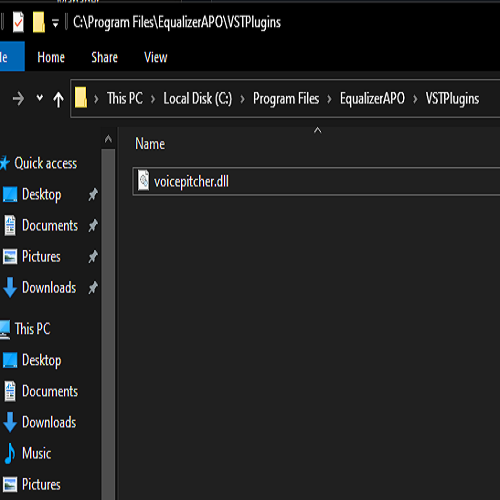 C:\Program Files\EqualizerAPO\VSTPlugins
le
Home
Share
View
This PC
Local Disk (C:)
Program Files
EqualizerAPO
VSTPlugins
Name
voicepitcher.dll
Quick access
Desktop
Documents
Pictures
Downloads
This PC
Desktop
Documents
Downloads
Music
Pictures